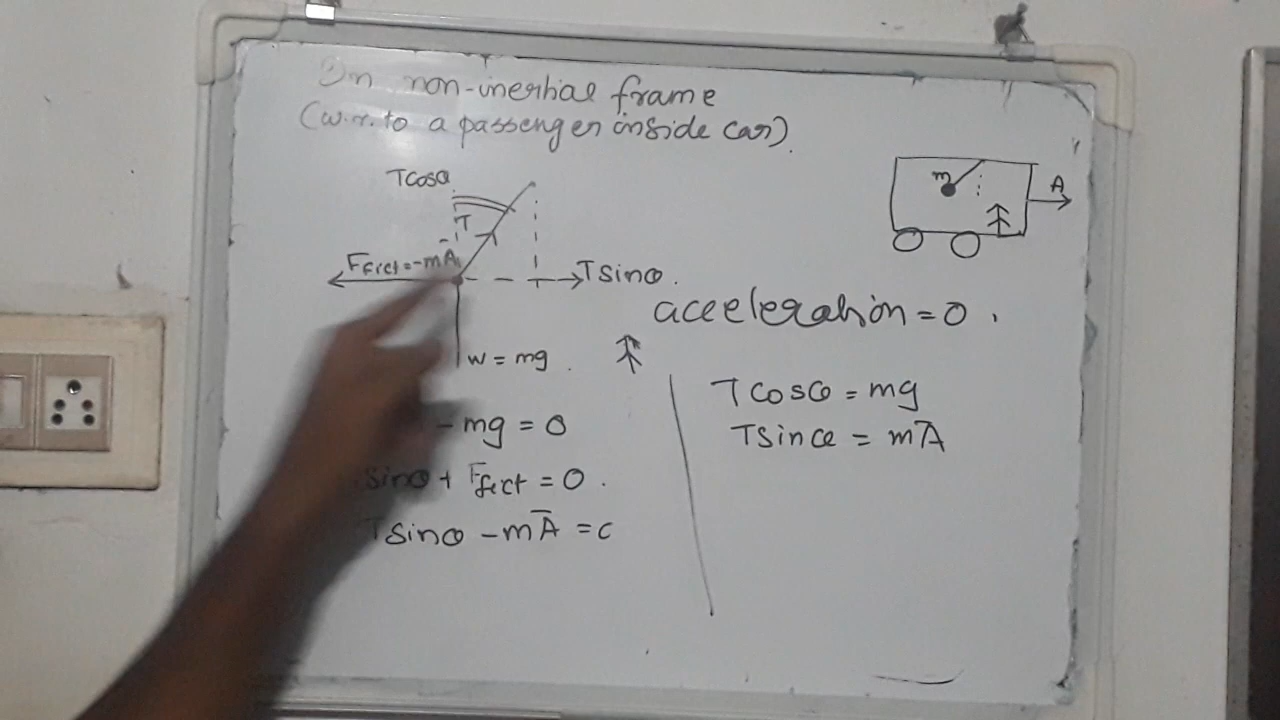 In non-inertial frame
(w.r.to a passenger inside car).
Tcosθ
T
Ffict=-mA
Tsinθ.
w = mg.
m
A
acceleration = 0.
- mg = 0
sinθ + Ffict = 0.
Tsinθ - mA̅ = c
Tcosθ = mg
Tsinθ = mA̅